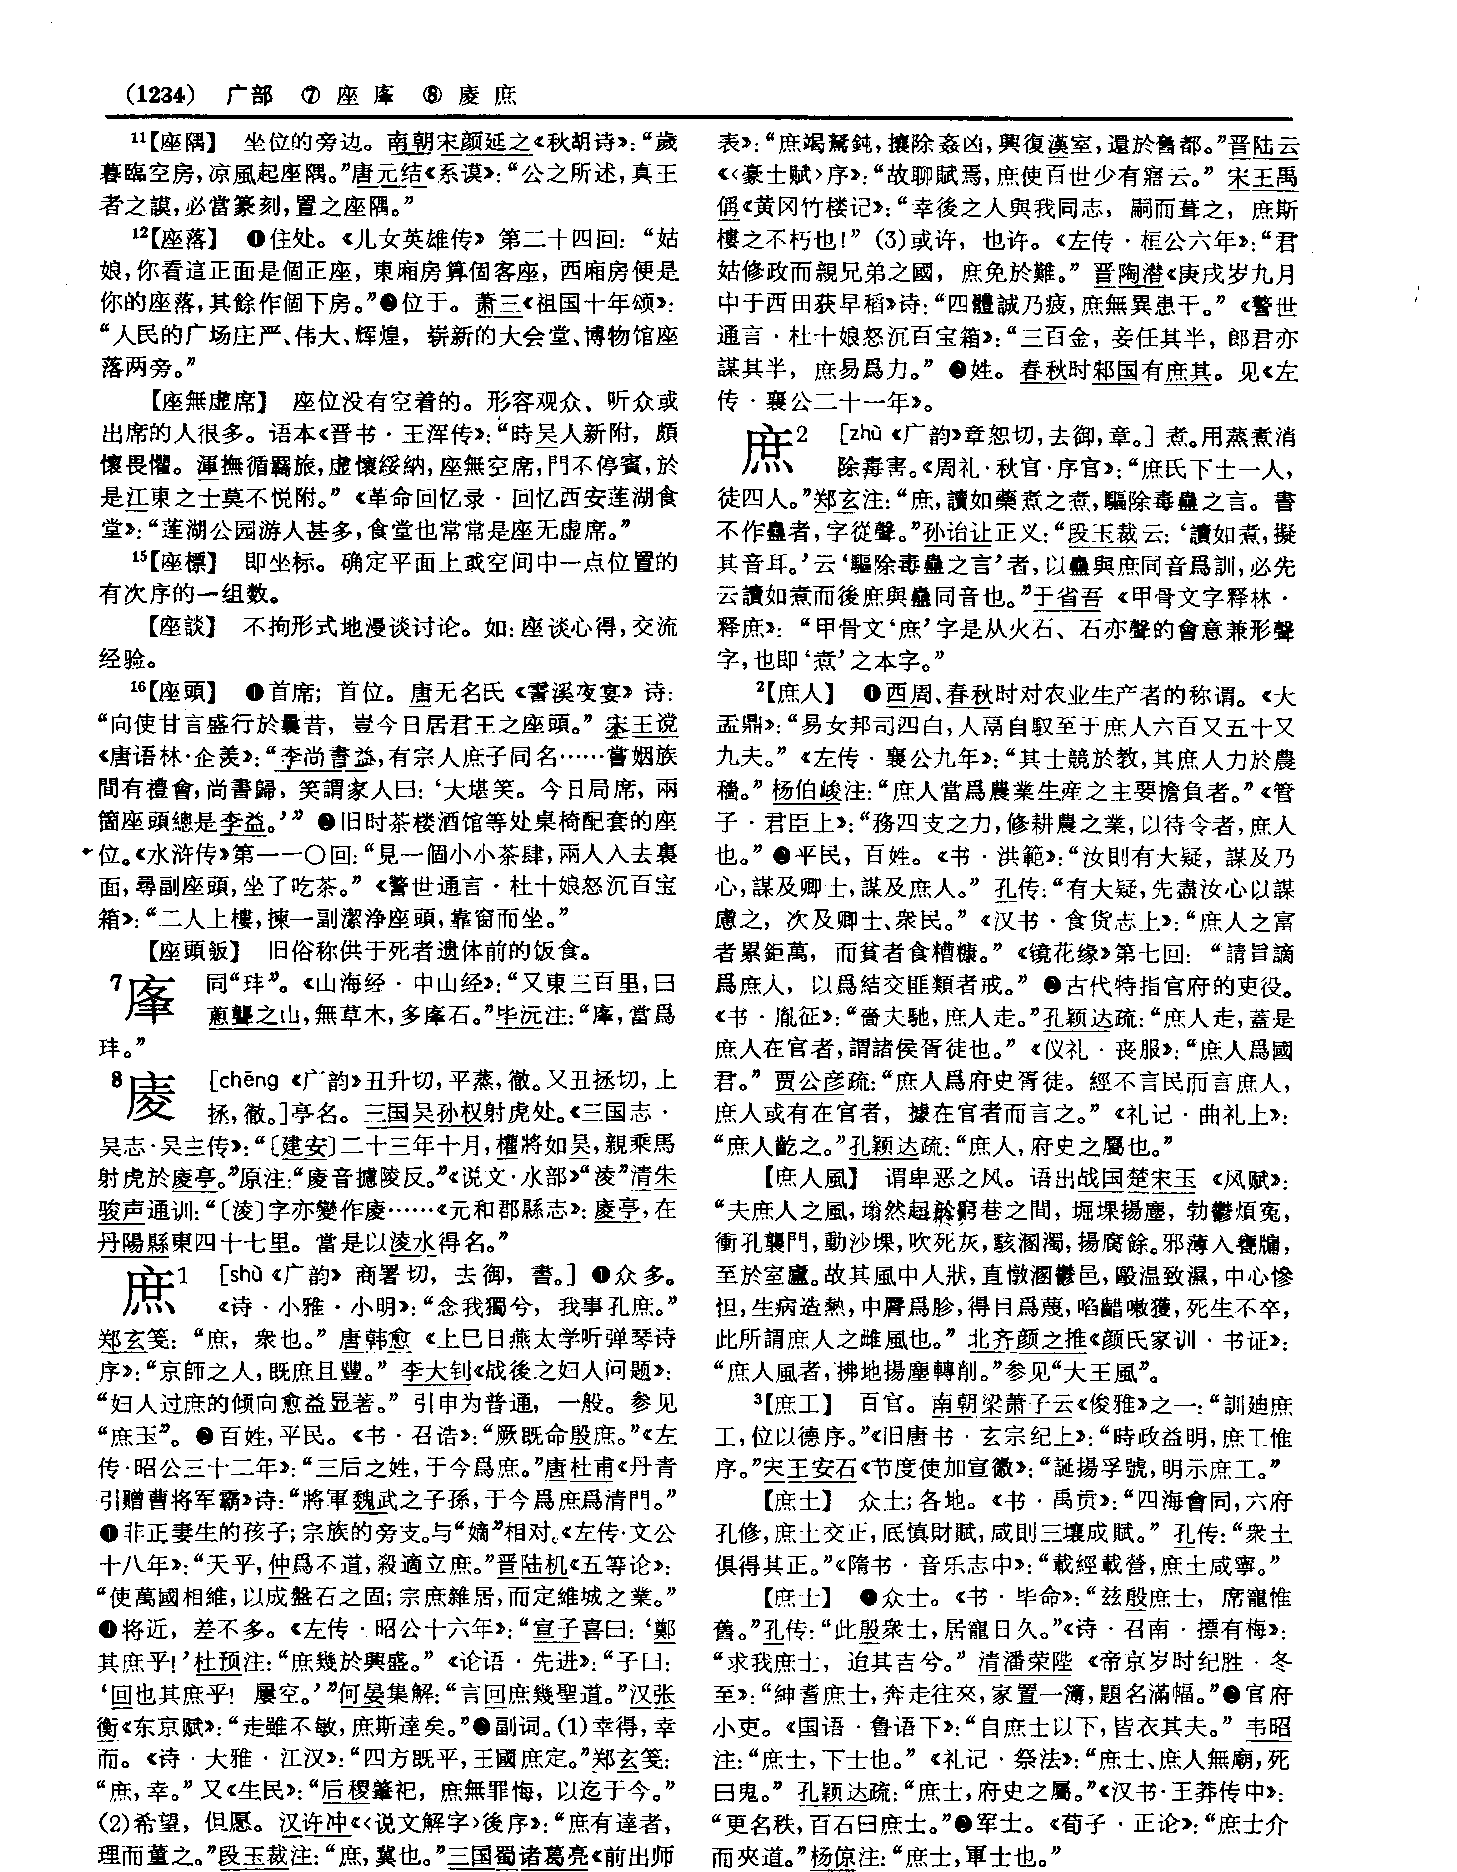 (1234) 广部 ⑦ 座 㡼 ⑧ 庱 庶
¹¹【座隅】 坐位的旁边。南朝宋颜延之《秋胡诗》：“歲
暮臨空房，凉風起座隅。”唐元结《系谟》：“公之所述，真王
者之謨，必當篆刻，置之座隅。”
¹²【座落】 ❶住处。《儿女英雄传》第二十四回：“姑
娘，你看這正面是個正座，東廂房算個客座，西廂房便是
你的座落，其餘作個下房。”❷位于。萧三《祖国十年颂》：
“人民的广场庄严、伟大、辉煌，崭新的大会堂、博物馆座
落两旁。”
【座無虚席】 座位没有空着的。形容观众、听众或
出席的人很多。语本《晋书·王浑传》：“時吴人新附，頗
懷畏懼。渾撫循羈旅，虚懷綏納，座無空席，門不停賓，於
是江東之士莫不悦附。”《革命回忆录·回忆西安莲湖食
堂》：“莲湖公园游人甚多，食堂也常常是座无虚席。”
¹⁵【座標】 即坐标。确定平面上或空间中一点位置的
有次序的一组数。
【座談】 不拘形式地漫谈讨论。如：座谈心得，交流
经验。
¹⁶【座頭】 ❶首席；首位。唐无名氏《霅溪夜宴》诗：
“向使甘言盛行於曩昔，豈今日居君王之座頭。”宋王谠
《唐语林·企羡》：“李尚書益，有宗人庶子同名……嘗姻族
間有禮會，尚書歸，笑謂家人曰：‘大堪笑。今日局席，兩
箇座頭總是李益。’”❷旧时茶楼酒馆等处桌椅配套的座
位。《水浒传》第一一〇回：“見一個小小茶肆，兩人入去裏
面，尋副座頭，坐了吃茶。”《警世通言·杜十娘怒沉百宝
箱》：“二人上樓，揀一副潔净座頭，靠窗而坐。”
【座頭飯】 旧俗称供于死者遗体前的饭食。
7 㡼 同“玤”。《山海经·中山经》：“又東三百里，曰
蔥聾之山，無草木，多㡼石。”毕沅注：“㡼，當爲
玤。”
8 庱 [chěng《广韵》丑升切，平蒸，徹。又丑拯切，上
拯，徹。]亭名。三国吴孙权射虎处。《三国志·
吴志·吴主传》：“〔建安〕二十三年十月，權將如吴，親乘馬
射虎於庱亭。”原注：“庱音攄陵反。”《说文·水部》“淩”清朱
骏声通训：“〔淩〕字亦變作庱……《元和郡縣志》：庱亭，在
丹陽縣東四十七里。當是以淩水得名。”
庶¹ [shù《广韵》商署切，去御，書。] ❶众多。
《诗·小雅·小明》：“念我獨兮，我事孔庶。”
郑玄笺：“庶，衆也。”唐韩愈《上巳日燕太学听弹琴诗
序》：“京師之人，既庶且豐。”李大钊《战後之妇人问题》：
“妇人过庶的倾向愈益显著。”引申为普通，一般。参见
“庶玉”。❷百姓，平民。《书·召诰》：“厥既命殷庶。”《左
传·昭公三十二年》：“三后之姓，于今爲庶。”唐杜甫《丹青
引赠曹将军霸》诗：“將軍魏武之子孫，于今爲庶爲清門。”
❸非正妻生的孩子；宗族的旁支。与“嫡”相对。《左传·文公
十八年》：“天乎，仲爲不道，殺適立庶。”晋陆机《五等论》：
“使萬國相維，以成盤石之固；宗庶雜居，而定維城之業。”
❹将近，差不多。《左传·昭公十六年》：“宣子喜曰：‘鄭
其庶乎！’杜预注：“庶幾於興盛。”《论语·先进》：“子曰：
‘回也其庶乎！屢空。’”何晏集解：“言回庶幾聖道。”汉张
衡《东京赋》：“走雖不敏，庶斯達矣。”❺副词。(1)幸得，幸
而。《诗·大雅·江汉》：“四方既平，王國庶定。”郑玄笺：
“庶，幸。”又《生民》：“后稷肇祀，庶無罪悔，以迄于今。”
(2)希望，但愿。汉许冲《〈说文解字〉後序》：“庶有達者，
理而董之。”段玉裁注：“庶，冀也。”三国蜀诸葛亮《前出师
表》：“庶竭駑鈍，攘除姦凶，興復漢室，還於舊都。”晋陆云
《〈豪士賦〉序》：“故聊賦焉，庶使百世少有寤云。”宋王禹
偁《黄冈竹楼记》：“幸後之人與我同志，嗣而葺之，庶斯
樓之不朽也！”(3)或许，也许。《左传·桓公六年》：“君
姑修政而親兄弟之國，庶免於難。”晋陶潜《庚戌岁九月
中于西田获早稻》诗：“四體誠乃疲，庶無異患干。”《警世
通言·杜十娘怒沉百宝箱》：“三百金，妾任其半，郎君亦
謀其半，庶易爲力。”❻姓。春秋时邾国有庶其。见《左
传·襄公二十一年》。
庶² [zhù《广韵》章恕切，去御，章。] 煮。用蒸煮消
除毒害。《周礼·秋官·序官》：“庶氏下士一人，
徒四人。”郑玄注：“庶，讀如藥煮之煮，驅除毒蠱之言。書
不作蠱者，字從聲。”孙诒让正义：“段玉裁云：‘讀如煮，擬
其音耳。’云‘驅除毒蠱之言’者，以蠱與庶同音爲訓，必先
云讀如煮而後庶與蠱同音也。”于省吾《甲骨文字释林·
释庶》：“甲骨文‘庶’字是从火石、石亦聲的會意兼形聲
字，也即‘煮’之本字。”
²【庶人】 ❶西周、春秋时对农业生产者的称谓。《大
盂鼎》：“易女邦司四白，人鬲自馭至于庶人六百又五十又
九夫。”《左传·襄公九年》：“其士競於教，其庶人力於農
穡。”杨伯峻注：“庶人當爲農業生産之主要擔負者。”《管
子·君臣上》：“務四支之力，修耕農之業，以待令者，庶人
也。”❷平民，百姓。《书·洪範》：“汝則有大疑，謀及乃
心，謀及卿士，謀及庶人。”孔传：“有大疑，先盡汝心以謀
慮之，次及卿士、衆民。”《汉书·食货志上》：“庶人之富
者累鉅萬，而貧者食糟糠。”《镜花缘》第七回：“請旨謫
爲庶人，以爲結交匪類者戒。”❸古代特指官府的吏役。
《书·胤征》：“嗇夫馳，庶人走。”孔颖达疏：“庶人走，蓋是
庶人在官者，謂諸侯胥徒也。”《仪礼·丧服》：“庶人爲國
君。”贾公彦疏：“庶人爲府史胥徒。經不言民而言庶人，
庶人或有在官者，據在官者而言之。”《礼记·曲礼上》：
“庶人齕之。”孔颖达疏：“庶人，府史之屬也。”
【庶人風】 谓卑恶之风。语出战国楚宋玉《风赋》：
“夫庶人之風，塕然起於窮巷之間，堀堁揚塵，勃鬱煩冤，
衝孔襲門，動沙堁，吹死灰，駭溷濁，揚腐餘。邪薄入甕牖，
至於室廬。故其風中人狀，直憞溷鬱邑，毆温致濕，中心慘
怛，生病造熱，中脣爲胗，得目爲蔑，啗齰嗽獲，死生不卒，
此所謂庶人之雌風也。”北齐颜之推《颜氏家训·书证》：
“庶人風者，拂地揚塵轉削。”参见“大王風”。
³【庶工】 百官。南朝梁萧子云《俊雅》之一：“訓迪庶
工，位以德序。”《旧唐书·玄宗纪上》：“時政益明，庶工惟
序。”宋王安石《节度使加宣徽》：“誕揚孚號，明示庶工。”
【庶土】 众土；各地。《书·禹贡》：“四海會同，六府
孔修，庶土交正，厎慎財賦，咸則三壤成賦。”孔传：“衆土
俱得其正。”《隋书·音乐志中》：“載經載營，庶土咸寧。”
【庶士】 ❶众士。《书·毕命》：“兹殷庶士，席寵惟
舊。”孔传：“此殷衆士，居寵日久。”《诗·召南·摽有梅》：
“求我庶士，迨其吉兮。”清潘荣陛《帝京岁时纪胜·冬
至》：“紳耆庶士，奔走往來，家置一簿，題名滿幅。”❷官府
小吏。《国语·鲁语下》：“自庶士以下，皆衣其夫。”韦昭
注：“庶士，下士也。”《礼记·祭法》：“庶士、庶人無廟，死
曰鬼。”孔颖达疏：“庶士，府史之屬。”《汉书·王莽传中》：
“更名秩，百石曰庶士。”❸军士。《荀子·正论》：“庶士介
而夾道。”杨倞注：“庶士，軍士也。”